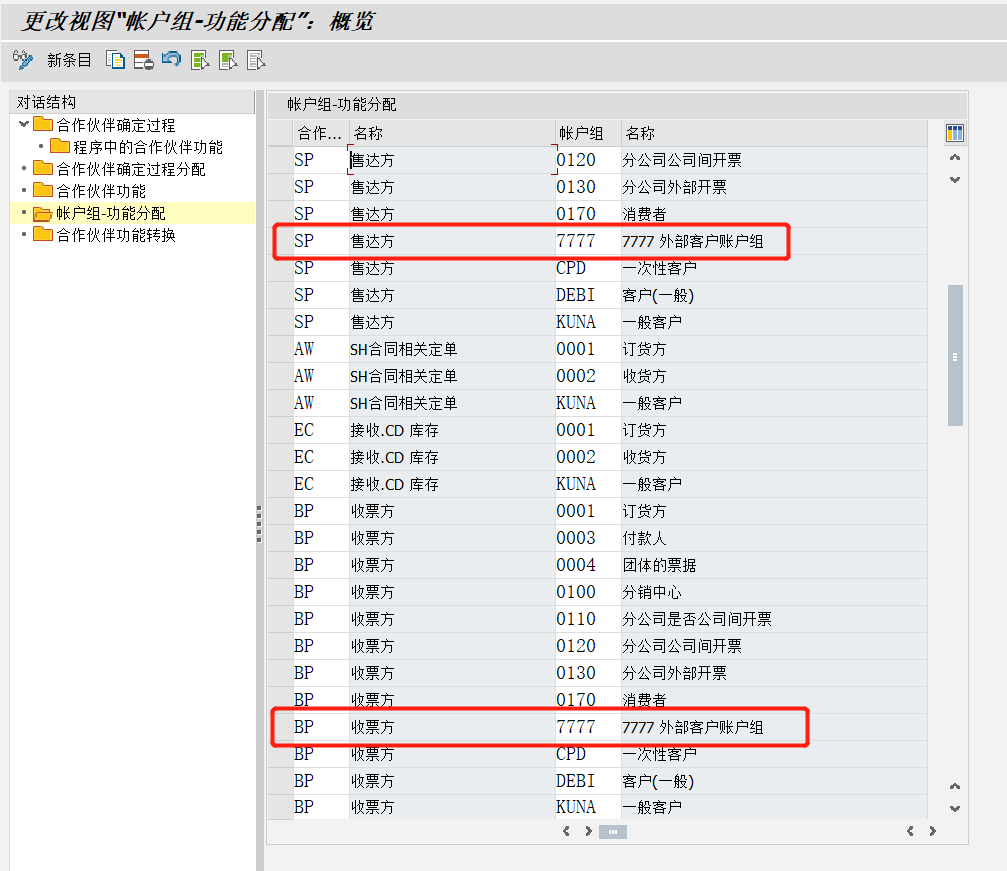 更改视图“帐户组-功能分配”：概览
新条目
对话结构
合作伙伴确定过程
程序中的合作伙伴功能
合作伙伴确定过程分配
合作伙伴功能
帐户组-功能分配
合作伙伴功能转换
帐户组-功能分配
合作... 名称 帐户组 名称
SP 售达方 0120 分公司公司间开票
SP 售达方 0130 分公司外部开票
SP 售达方 0170 消费者
SP 售达方 7777 7777 外部客户账户组
SP 售达方 CPD 一次性客户
SP 售达方 DEBI 客户(一般)
SP 售达方 KUNA 一般客户
AW SH合同相关定单 0001 订货方
AW SH合同相关定单 0002 收货方
AW SH合同相关定单 KUNA 一般客户
EC 接收.CD 库存 0001 订货方
EC 接收.CD 库存 0002 收货方
EC 接收.CD 库存 KUNA 一般客户
BP 收票方 0001 订货方
BP 收票方 0003 付款人
BP 收票方 0004 团体的票据
BP 收票方 0100 分销中心
BP 收票方 0110 分公司是否公司间开票
BP 收票方 0120 分公司公司间开票
BP 收票方 0130 分公司外部开票
BP 收票方 0170 消费者
BP 收票方 7777 7777 外部客户账户组
BP 收票方 CPD 一次性客户
BP 收票方 DEBI 客户(一般)
BP 收票方 KUNA 一般客户